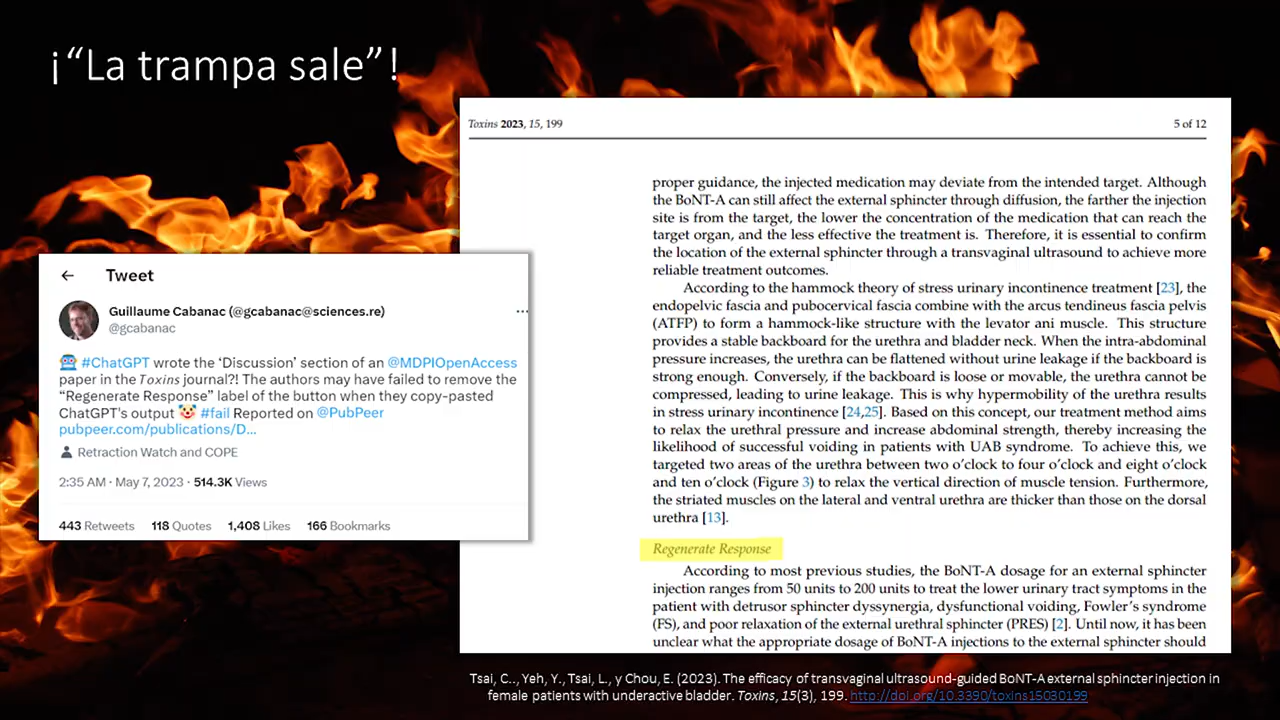 ¡“La trampa sale”!
Toxins 2023, 15, 199
5 of 12
proper guidance, the injected medication may deviate from the intended target. Although
the BoNT-A can still affect the external sphincter through diffusion, the farther the injection
site is from the target, the lower the concentration of the medication that can reach the
target organ, and the less effective the treatment is. Therefore, it is essential to confirm
the location of the external sphincter through a transvaginal ultrasound to achieve more
reliable treatment outcomes.
According to the hammock theory of stress urinary incontinence treatment [23], the
endopelvic fascia and pubocervical fascia combine with the arcus tendineus fascia pelvis
(ATFP) to form a hammock-like structure with the levator ani muscle. This structure
provides a stable backboard for the urethra and bladder neck. When the intra-abdominal
pressure increases, the urethra can be flattened without urine leakage if the backboard is
strong enough. Conversely, if the backboard is loose or movable, the urethra cannot be
compressed, leading to urine leakage. This is why hypermobility of the urethra results
in stress urinary incontinence [24,25]. Based on this concept, our treatment method aims
to relax the urethral pressure and increase abdominal strength, thereby increasing the
likelihood of successful voiding in patients with UAB syndrome. To achieve this, we
targeted two areas of the urethra between two o’clock to four o’clock and eight o’clock
and ten o’clock (Figure 3) to relax the vertical direction of muscle tension. Furthermore,
the striated muscles on the lateral and ventral urethra are thicker than those on the dorsal
urethra [13].
Regenerate Response
According to most previous studies, the BoNT-A dosage for an external sphincter
injection ranges from 50 units to 200 units to treat the lower urinary tract symptoms in the
patient with detrusor sphincter dyssynergia, dysfunctional voiding, Fowler’s syndrome
(FS), and poor relaxation of the external urethral sphincter (PRES) [2]. Until now, it has been
unclear what the appropriate dosage of BoNT-A injections to the external sphincter should
Tweet
Guillaume Cabanac (@gcabanac@sciences.re)
@gcabanac
#ChatGPT wrote the ‘Discussion’ section of an @MDPIOpenAccess
paper in the Toxins journal?! The authors may have failed to remove the
“Regenerate Response” label of the button when they copy-pasted
ChatGPT's output 🤡 #fail Reported on @PubPeer
pubpeer.com/publications/D...
Retraction Watch and COPE
2:35 AM · May 7, 2023 · 514.3K Views
443 Retweets 118 Quotes 1,408 Likes 166 Bookmarks
Tsai, C.., Yeh, Y., Tsai, L., y Chou, E. (2023). The efficacy of transvaginal ultrasound-guided BoNT-A external sphincter injection in
female patients with underactive bladder. Toxins, 15(3), 199. http://doi.org/10.3390/toxins15030199